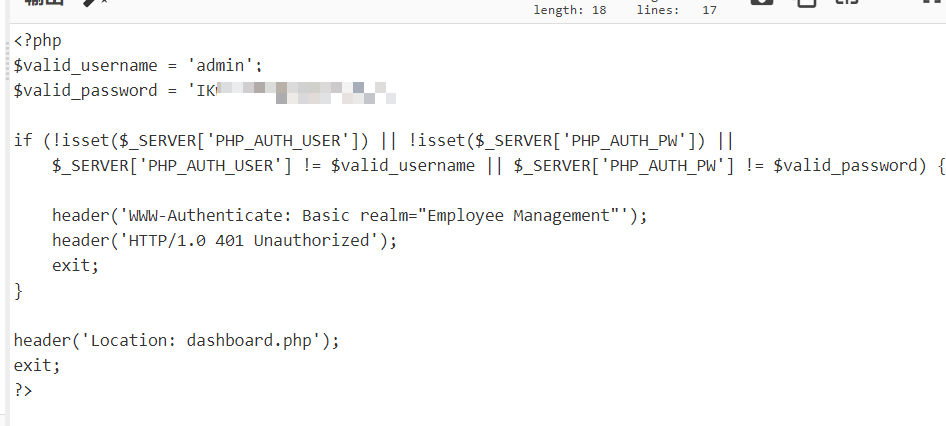 输出
length: 18 lines: 17
<?php
$valid_username = 'admin';
$valid_password = 'IK

if (!isset($_SERVER['PHP_AUTH_USER']) || !isset($_SERVER['PHP_AUTH_PW']) ||
    $_SERVER['PHP_AUTH_USER'] != $valid_username || $_SERVER['PHP_AUTH_PW'] != $valid_password) {

    header('WWW-Authenticate: Basic realm="Employee Management"');
    header('HTTP/1.0 401 Unauthorized');
    exit;
}

header('Location: dashboard.php');
exit;
?>